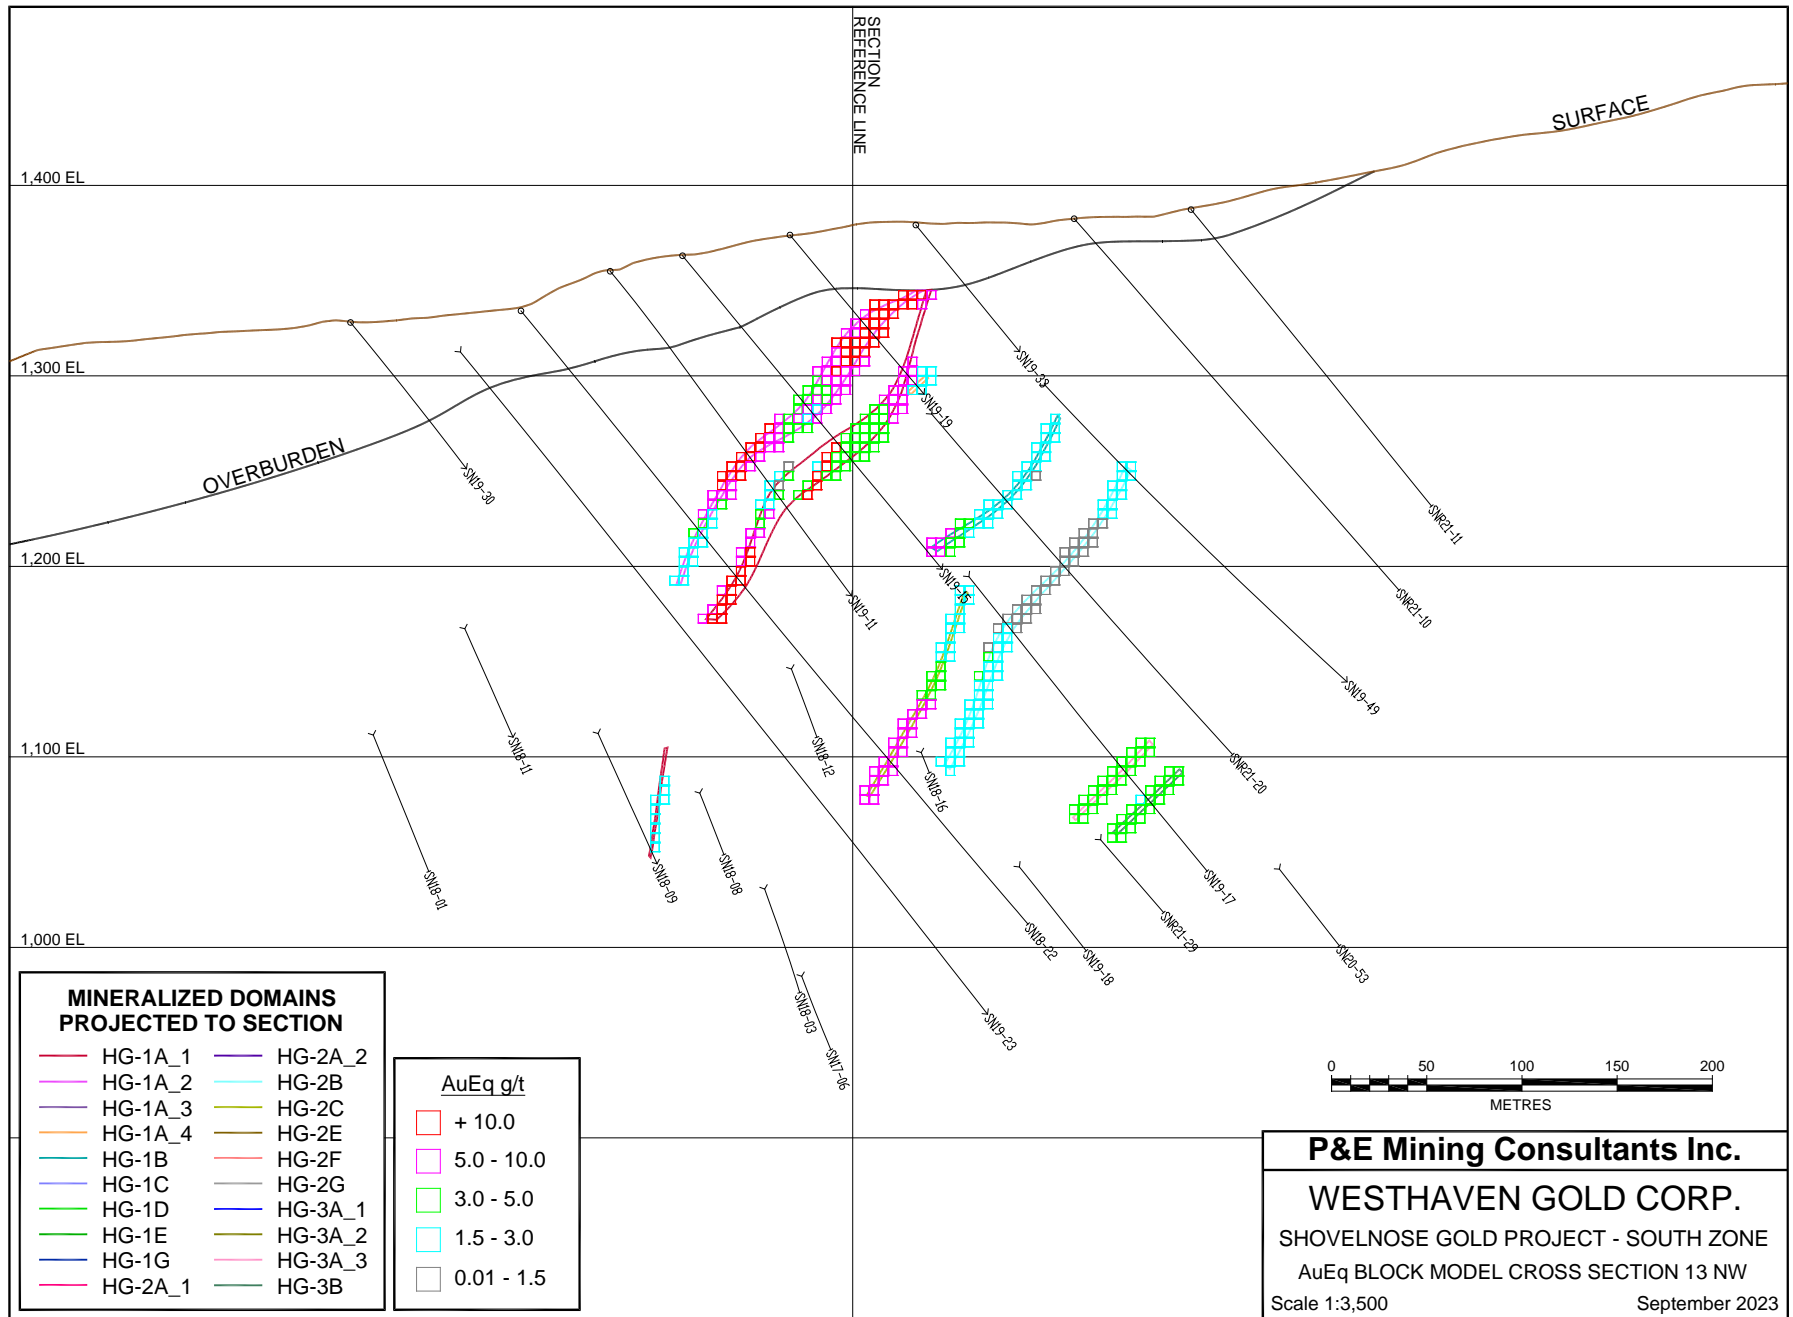 SECTION
REFERENCE LINE
SURFACE
1,400 EL
1,300 EL
OVERBURDEN
1,200 EL
1,100 EL
1,000 EL
SN19-33
SN19-19
SN19-30
SNR21-11
SN19-15
SN19-11
SNR21-10
SN19-49
SN18-11
SN18-12
SN18-16
SNR21-20
SN18-01
SN18-09
SN18-08
SN19-17
SNR21-29
SN18-22
SN19-18
SN20-53
SN18-03
SN19-23
SN17-06
MINERALIZED DOMAINS
PROJECTED TO SECTION
HG-1A_1
HG-1A_2
HG-1A_3
HG-1A_4
HG-1B
HG-1C
HG-1D
HG-1E
HG-1G
HG-2A_1
HG-2A_2
HG-2B
HG-2C
HG-2E
HG-2F
HG-2G
HG-3A_1
HG-3A_2
HG-3A_3
HG-3B
AuEq g/t
+ 10.0
5.0 - 10.0
3.0 - 5.0
1.5 - 3.0
0.01 - 1.5
0 50 100 150 200
METRES
P&E Mining Consultants Inc.
WESTHAVEN GOLD CORP.
SHOVELNOSE GOLD PROJECT - SOUTH ZONE
AuEq BLOCK MODEL CROSS SECTION 13 NW
Scale 1:3,500 September 2023